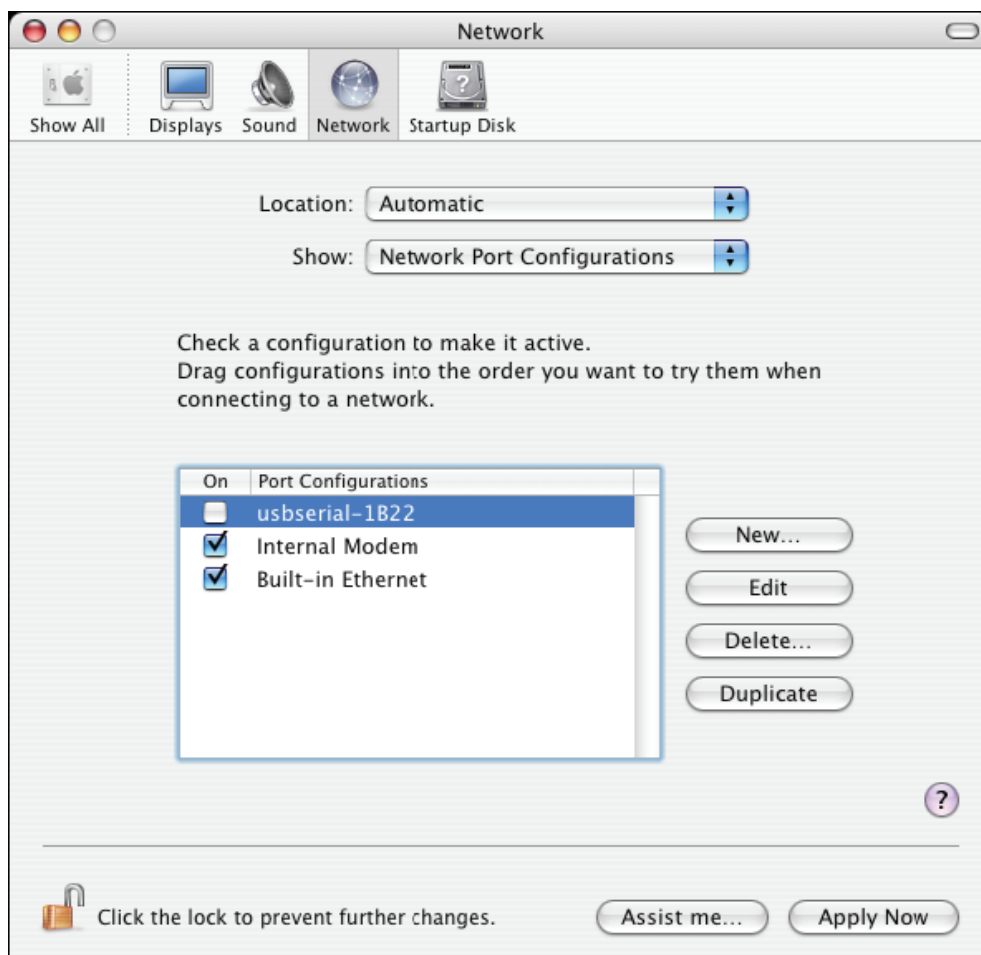 Network
Show All Displays Sound Network Startup Disk
Location: Automatic
Show: Network Port Configurations
Check a configuration to make it active.
Drag configurations into the order you want to try them when
connecting to a network.
On Port Configurations
usbserial-1B22
Internal Modem
Built-in Ethernet
New...
Edit
Delete...
Duplicate
?
Click the lock to prevent further changes.
Assist me...
Apply Now